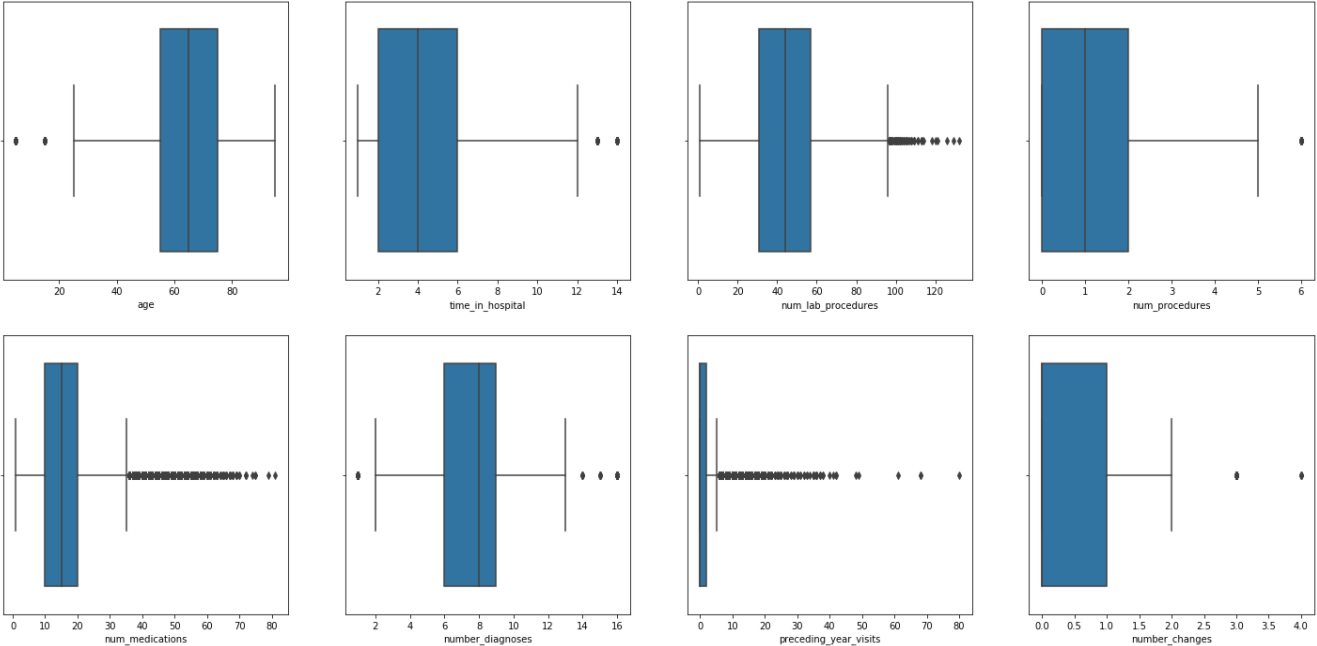 20 40 60 80
age
2 4 6 8 10 12 14
time_in_hospital
0 20 40 60 80 100 120
num_lab_procedures
0 1 2 3 4 5 6
num_procedures
0 10 20 30 40 50 60 70 80
num_medications
2 4 6 8 10 12 14 16
number_diagnoses
0 10 20 30 40 50 60 70 80
preceding_year_visits
0.0 0.5 1.0 1.5 2.0 2.5 3.0 3.5 4.0
number_changes